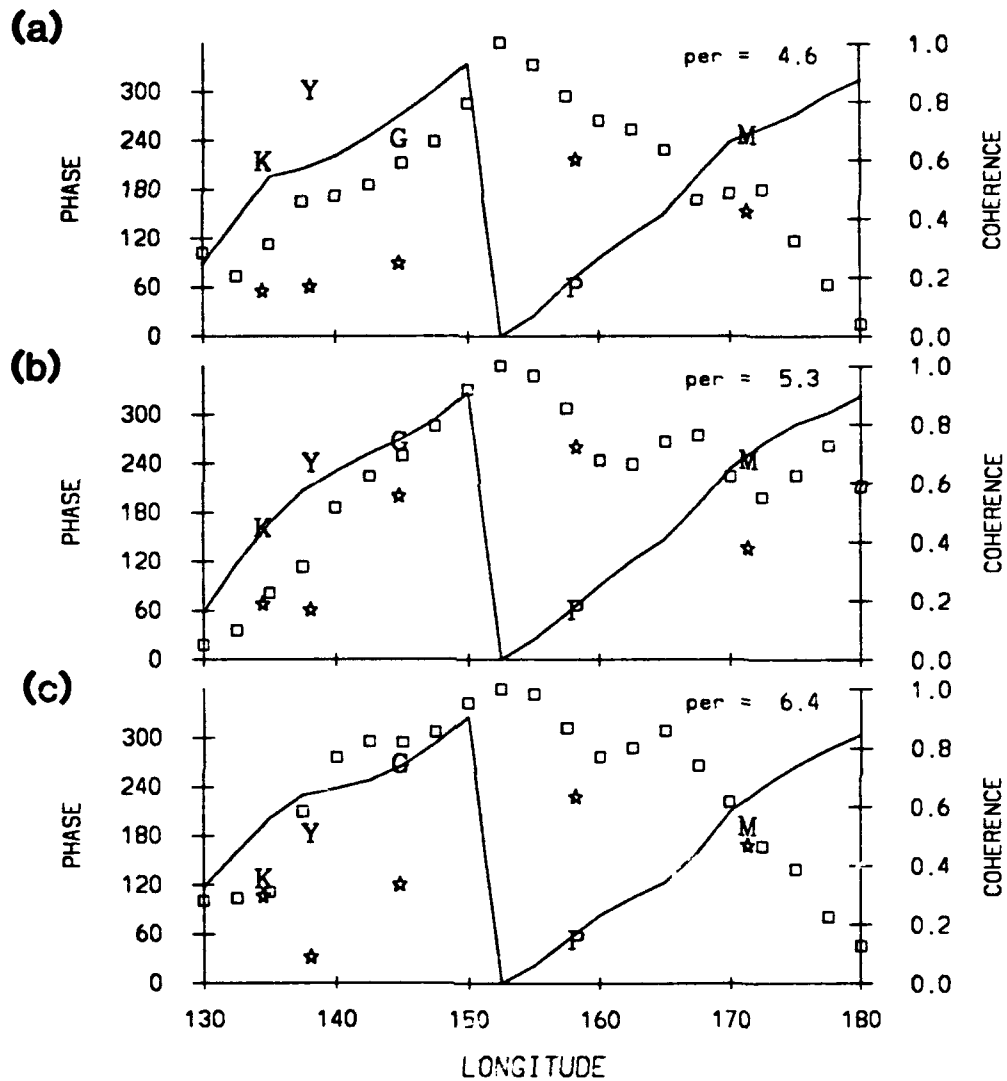 (a)
per = 4.6
PHASE
300
240
180
120
60
0
K
Y
G
P
M
1.0
0.8
0.6
0.4
0.2
0.0
COHERENCE
(b)
per = 5.3
PHASE
300
240
180
120
60
0
K
Y
G
P
M
1.0
0.8
0.6
0.4
0.2
0.0
COHERENCE
(c)
per = 6.4
PHASE
300
240
180
120
60
0
K
Y
G
P
M
1.0
0.8
0.6
0.4
0.2
0.0
COHERENCE
130 140 150 160 170 180
LONGITUDE